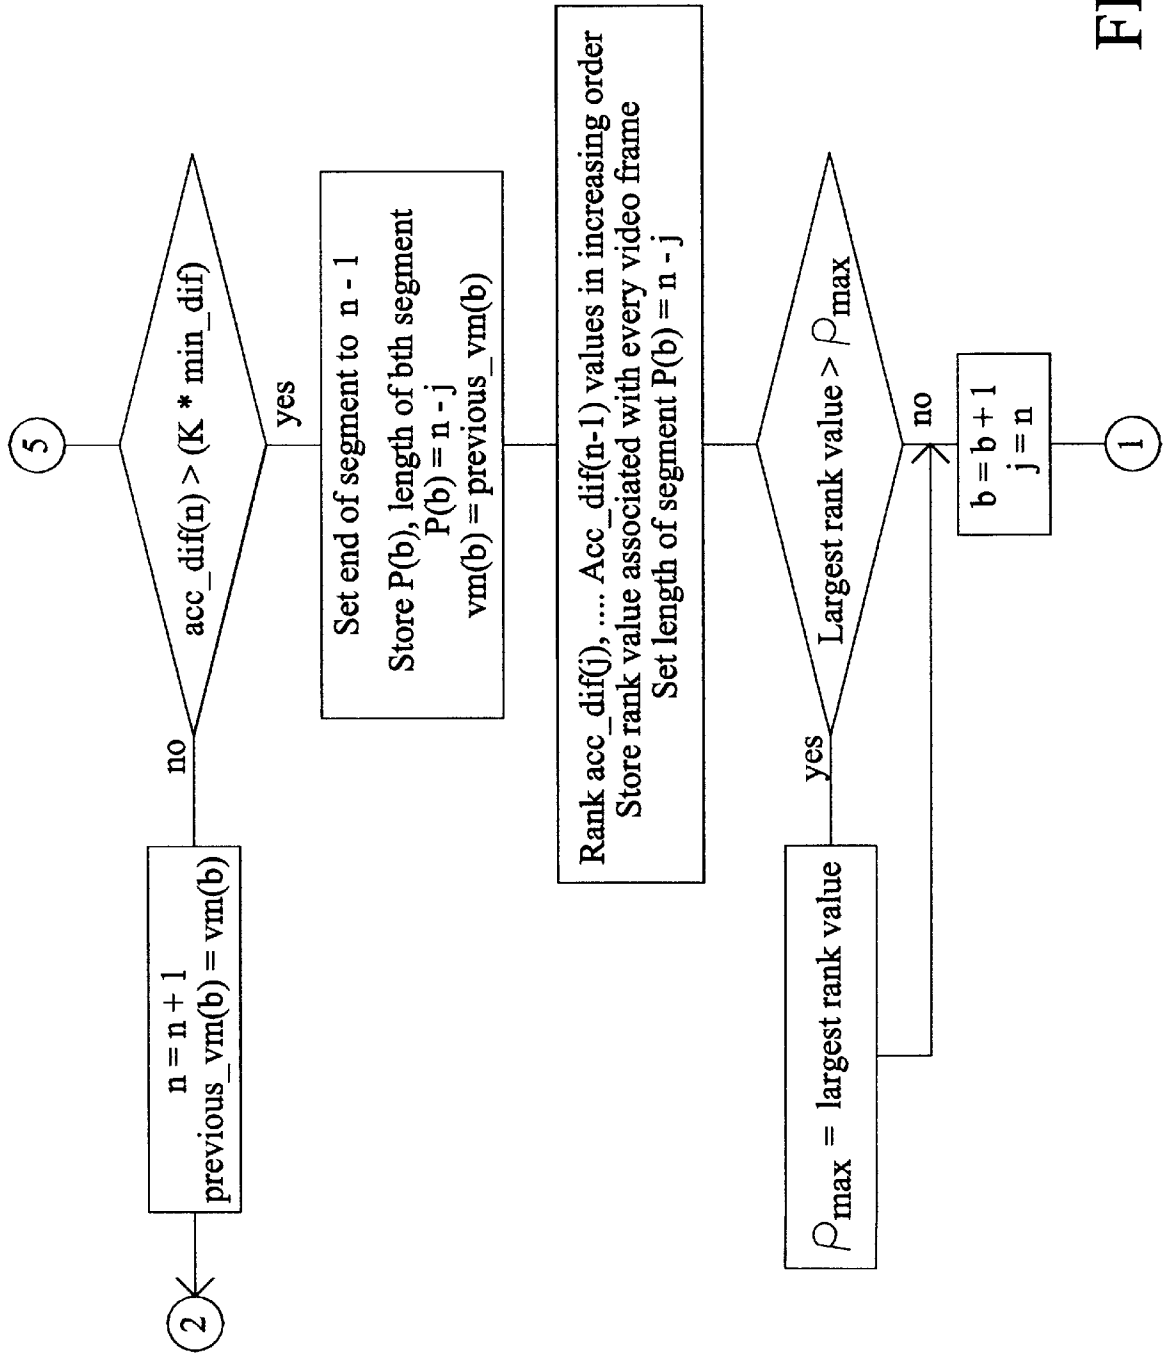 5
acc_dif(n) > (K * min_dif)
no
yes
n = n + 1
previous_vm(b) = vm(b)
2
Set end of segment to n - 1
Store P(b), length of bth segment
P(b) = n - j
vm(b) = previous_vm(b)
Rank acc_dif(j), .... Acc_dif(n-1) values in increasing order
Store rank value associated with every video frame
Set length of segment P(b) = n - j
Largest rank value > ρmax
yes
no
ρmax = largest rank value
b = b + 1
j = n
1